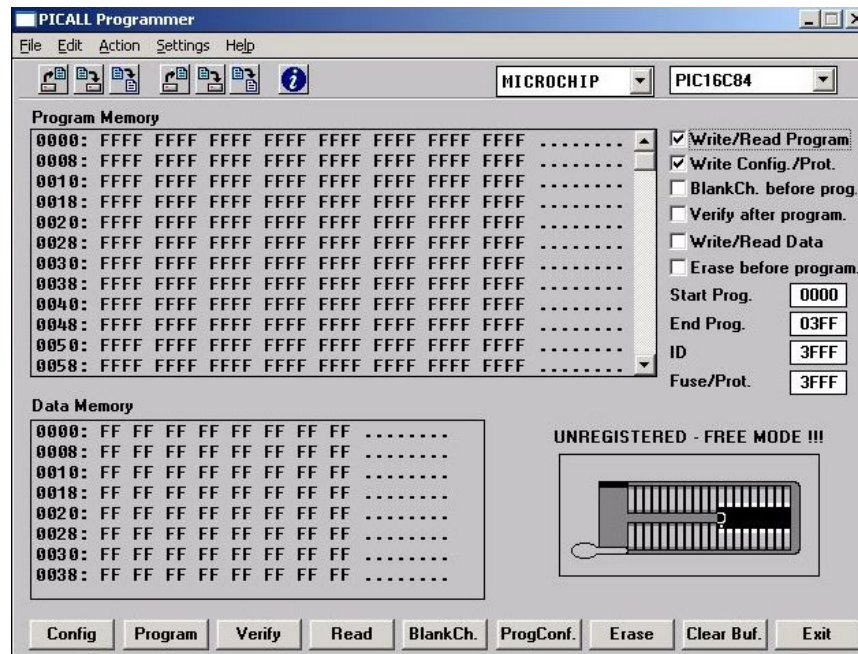 PICALL Programmer
File Edit Action Settings Help
i MICROCHIP PIC16C84
Program Memory
0000: FFFF FFFF FFFF FFFF FFFF FFFF FFFF FFFF ........
0008: FFFF FFFF FFFF FFFF FFFF FFFF FFFF FFFF ........
0010: FFFF FFFF FFFF FFFF FFFF FFFF FFFF FFFF ........
0018: FFFF FFFF FFFF FFFF FFFF FFFF FFFF FFFF ........
0020: FFFF FFFF FFFF FFFF FFFF FFFF FFFF FFFF ........
0028: FFFF FFFF FFFF FFFF FFFF FFFF FFFF FFFF ........
0030: FFFF FFFF FFFF FFFF FFFF FFFF FFFF FFFF ........
0038: FFFF FFFF FFFF FFFF FFFF FFFF FFFF FFFF ........
0040: FFFF FFFF FFFF FFFF FFFF FFFF FFFF FFFF ........
0048: FFFF FFFF FFFF FFFF FFFF FFFF FFFF FFFF ........
0050: FFFF FFFF FFFF FFFF FFFF FFFF FFFF FFFF ........
0058: FFFF FFFF FFFF FFFF FFFF FFFF FFFF FFFF ........
Write/Read Program
Write Config./Prot.
BlankCh. before prog.
Verify after program.
Write/Read Data
Erase before program.
Start Prog. 0000
End Prog. 03FF
ID 3FFF
Fuse/Prot. 3FFF
Data Memory
0000: FF FF FF FF FF FF FF FF ........
0008: FF FF FF FF FF FF FF FF ........
0010: FF FF FF FF FF FF FF FF ........
0018: FF FF FF FF FF FF FF FF ........
0020: FF FF FF FF FF FF FF FF ........
0028: FF FF FF FF FF FF FF FF ........
0030: FF FF FF FF FF FF FF FF ........
0038: FF FF FF FF FF FF FF FF ........
UNREGISTERED - FREE MODE !!!
Config Program Verify Read BlankCh. ProgConf. Erase Clear Buf. Exit